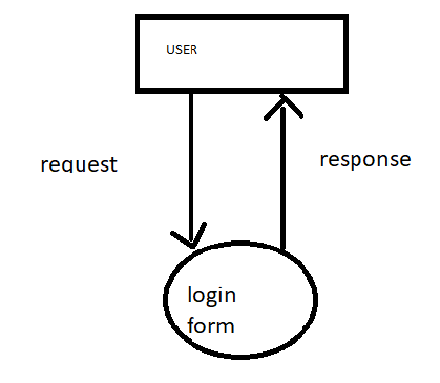 USER
request
response
login
form